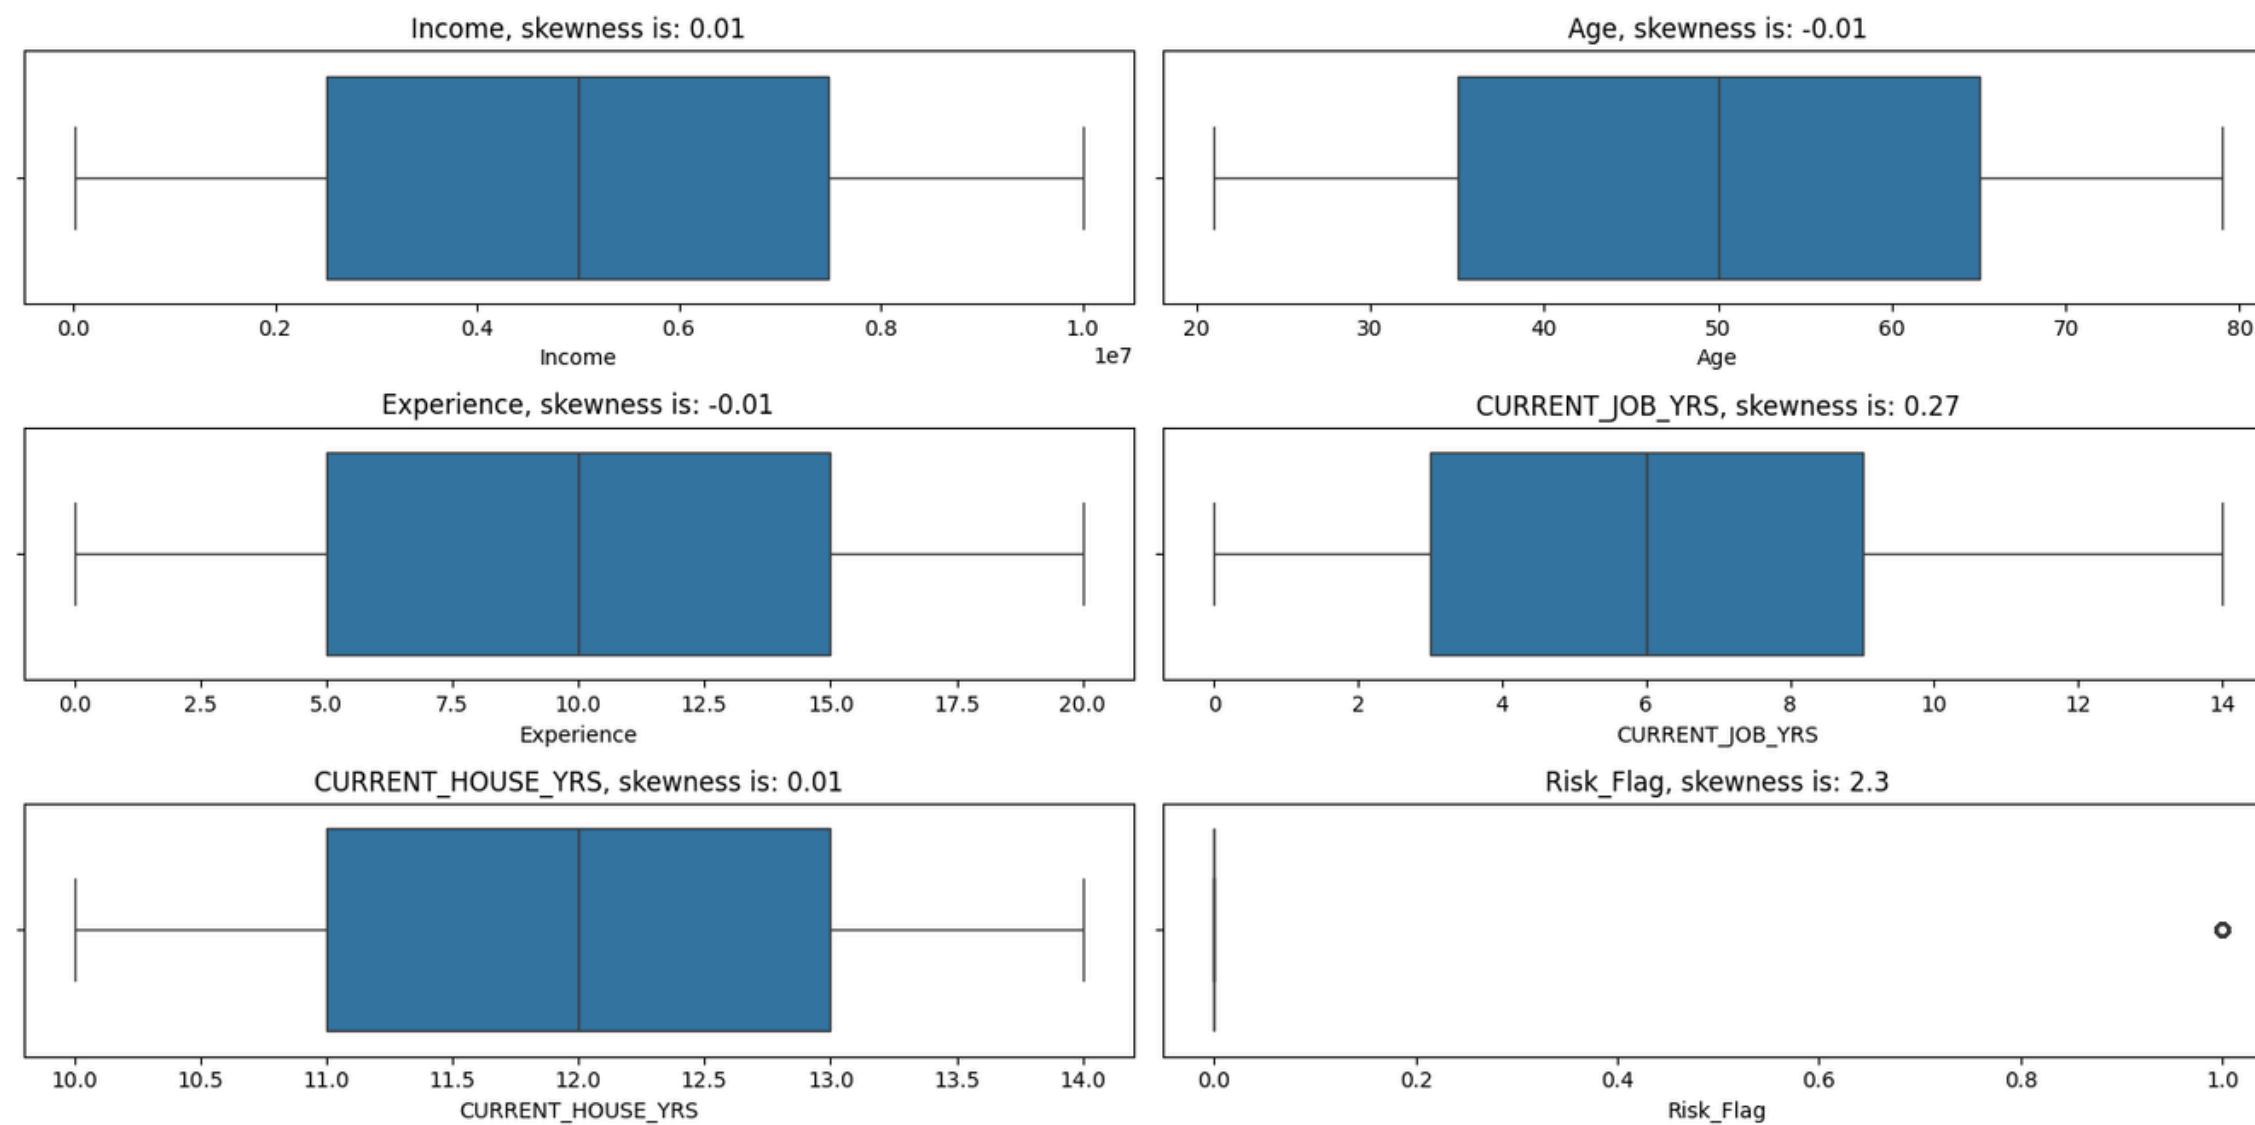 Income, skewness is: 0.01
0.0 0.2 0.4 0.6 0.8 1.0
Income 1e7
Age, skewness is: -0.01
20 30 40 50 60 70 80
Age
Experience, skewness is: -0.01
0.0 2.5 5.0 7.5 10.0 12.5 15.0 17.5 20.0
Experience
CURRENT_JOB_YRS, skewness is: 0.27
0 2 4 6 8 10 12 14
CURRENT_JOB_YRS
CURRENT_HOUSE_YRS, skewness is: 0.01
10.0 10.5 11.0 11.5 12.0 12.5 13.0 13.5 14.0
CURRENT_HOUSE_YRS
Risk_Flag, skewness is: 2.3
0.0 0.2 0.4 0.6 0.8 1.0
Risk_Flag